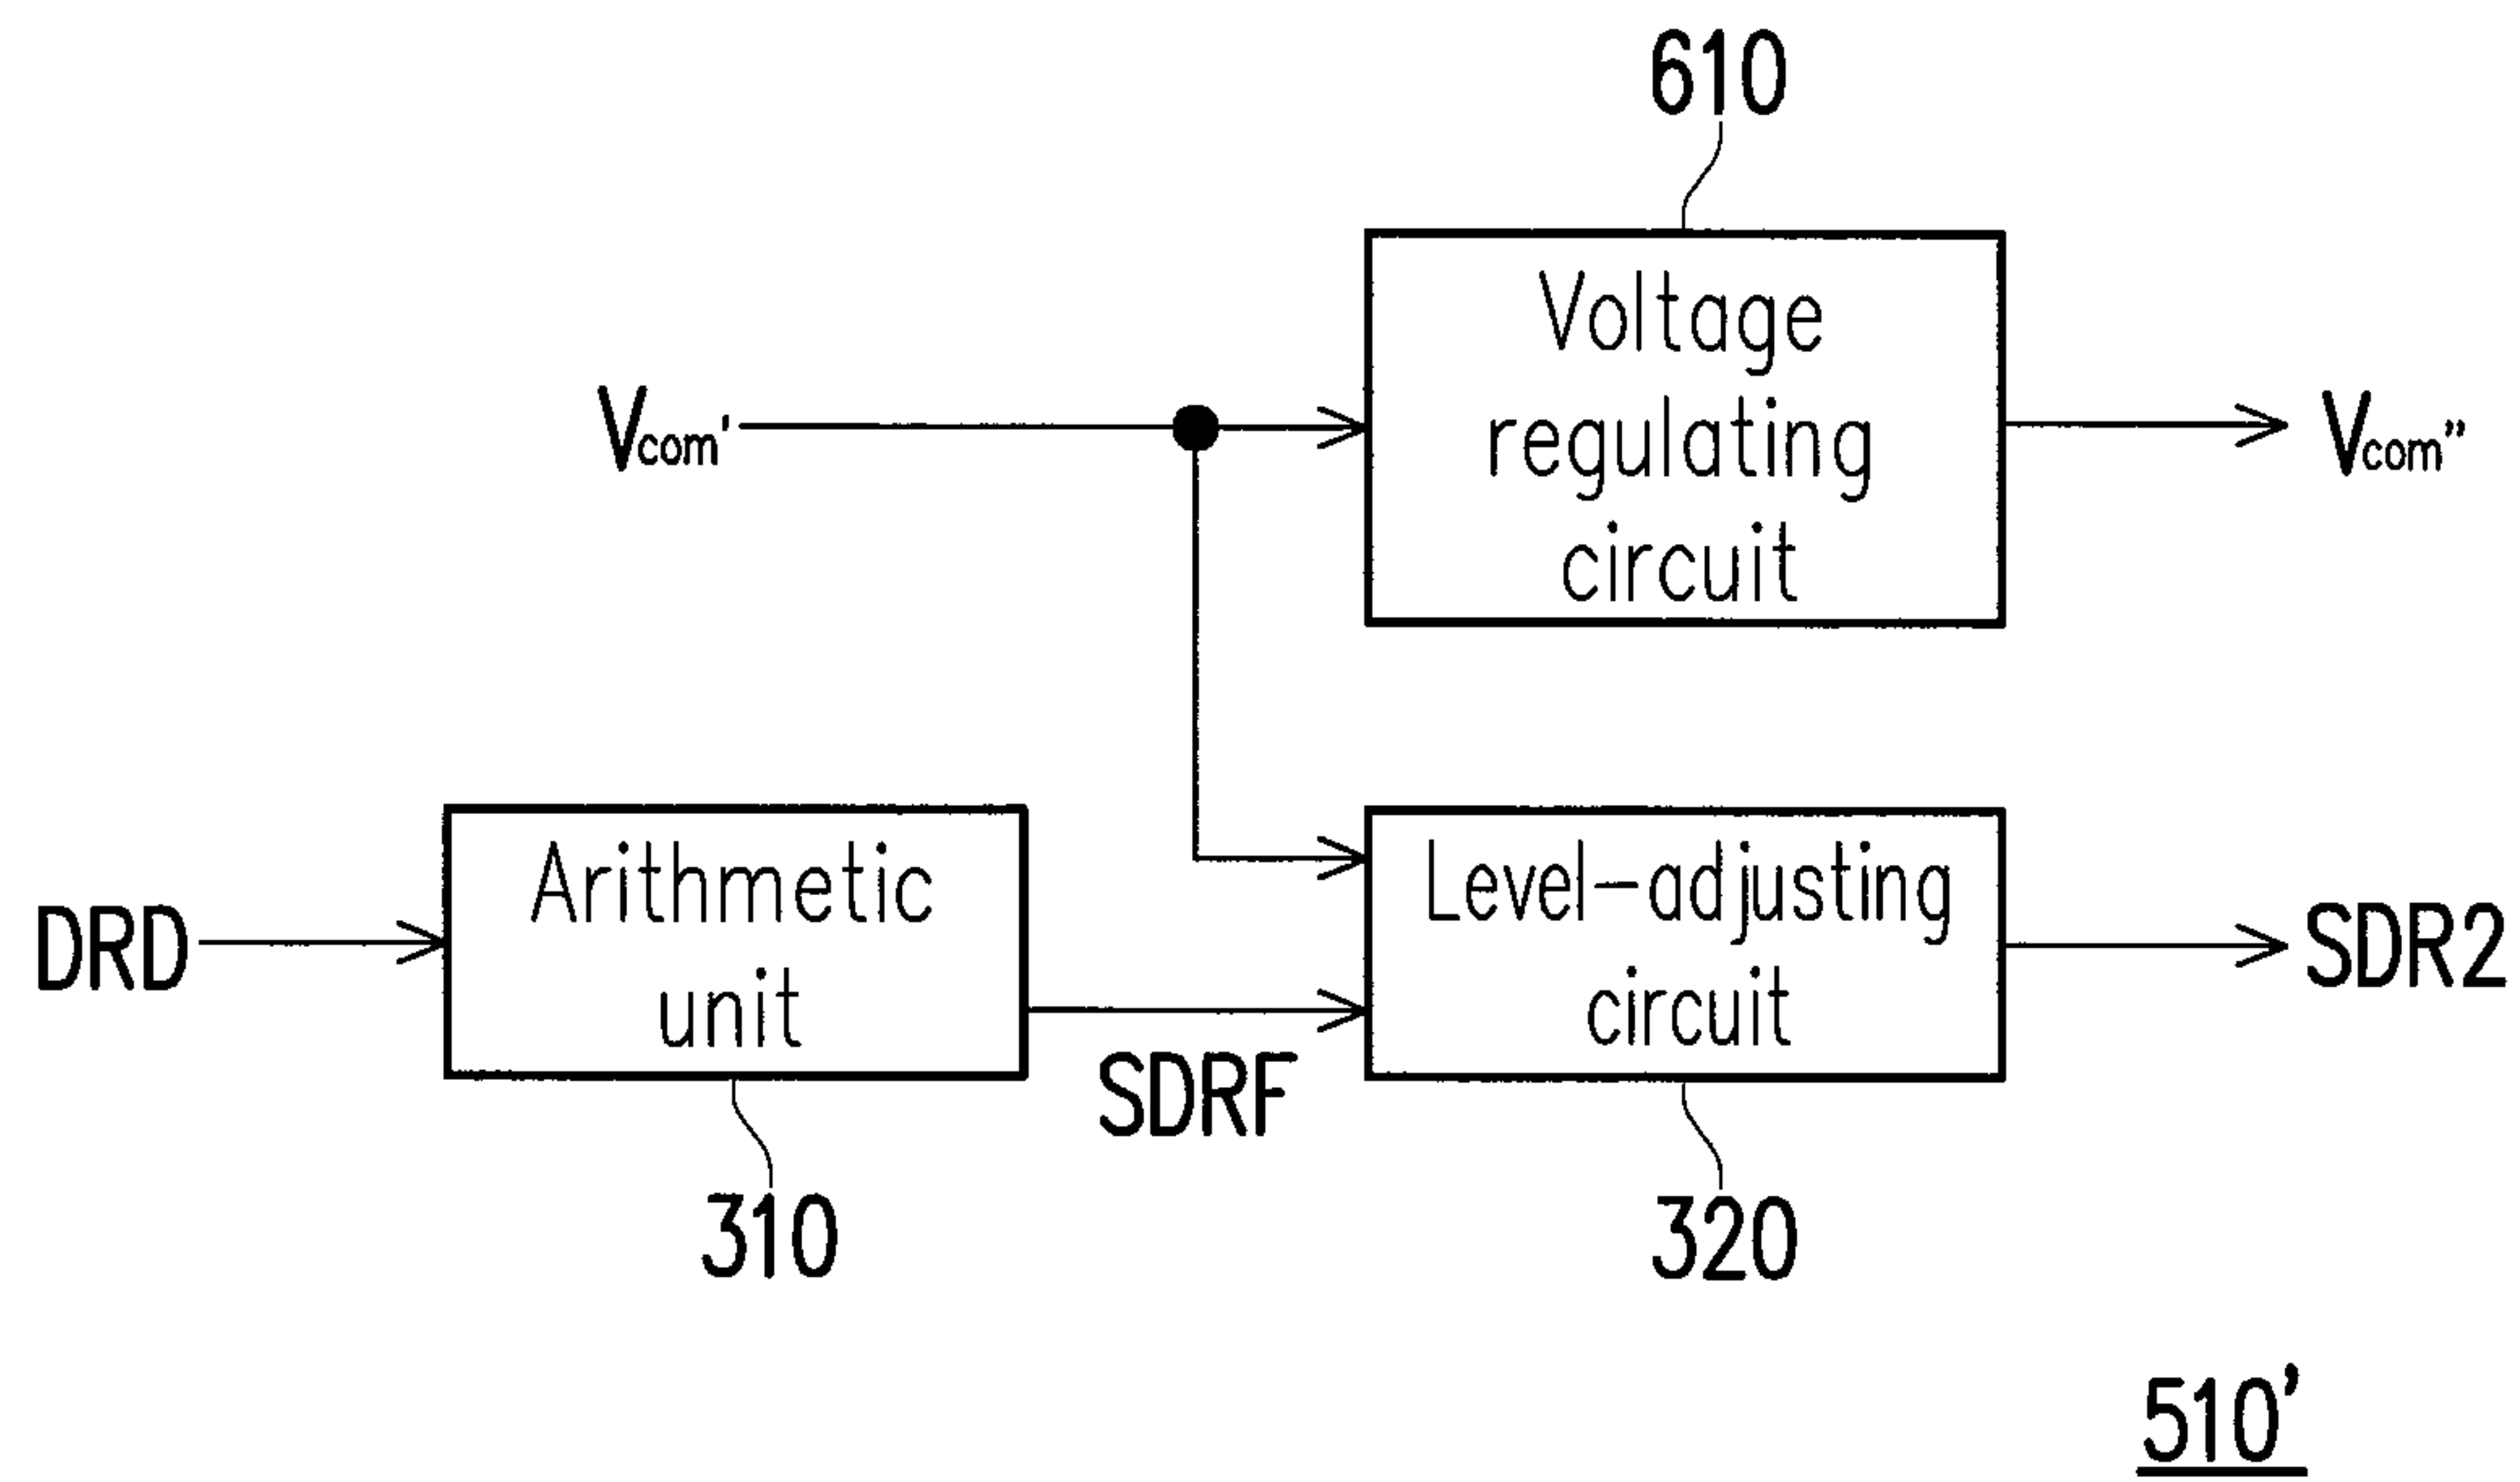 610
Voltage
regulating
circuit
Vcom'
Vcom"
Arithmetic
unit
Level-adjusting
circuit
DRD
SDR2
SDRF
310
320
510'